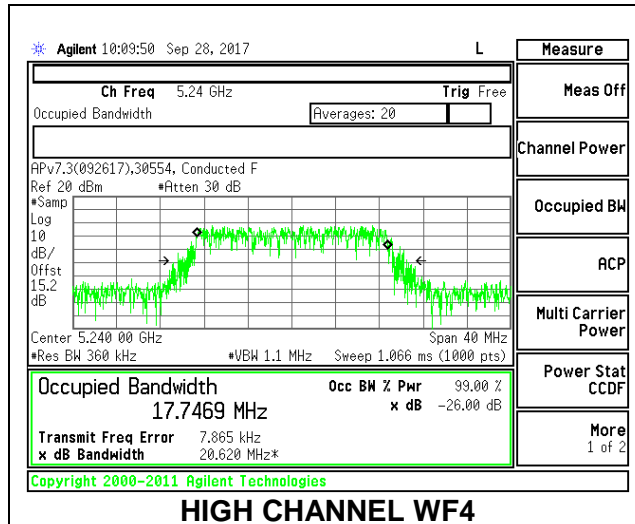 Agilent 10:09:50 Sep 28, 2017 L
Measure
Ch Freq 5.24 GHz Trig Free
Occupied Bandwidth Averages: 20
APv7.3(092617),30554, Conducted F
Ref 20 dBm #Atten 30 dB
#Samp
Log
10
dB/
Offst
15.2
dB
Center 5.240 00 GHz Span 40 MHz
#Res BW 360 kHz #VBW 1.1 MHz Sweep 1.066 ms (1000 pts)
Occupied Bandwidth Occ BW % Pwr 99.00 %
17.7469 MHz x dB -26.00 dB
Transmit Freq Error 7.865 kHz
x dB Bandwidth 20.620 MHz*
Copyright 2000-2011 Agilent Technologies
Meas Off
Channel Power
Occupied BW
ACP
Multi Carrier
Power
Power Stat
CCDF
More
1 of 2
HIGH CHANNEL WF4